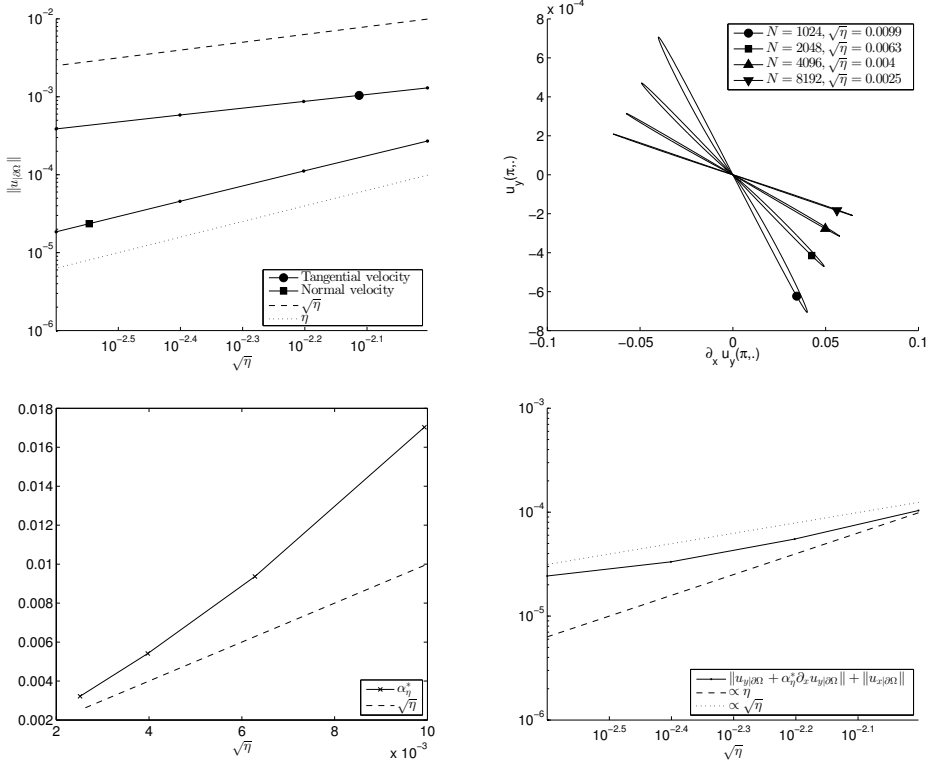 10^{-2}
10^{-3}
10^{-4}
10^{-5}
10^{-6}
‖u_{|∂Ω}‖
10^{-2.5} 10^{-2.4} 10^{-2.3} 10^{-2.2} 10^{-2.1}
√η
Tangential velocity
Normal velocity
√η
η
x 10^{-4}
8
6
4
2
0
−2
−4
−6
−8
u_y(π,.)
−0.1 −0.05 0 0.05 0.1
∂_x u_y(π,.)
N = 1024, √η = 0.0099
N = 2048, √η = 0.0063
N = 4096, √η = 0.004
N = 8192, √η = 0.0025
0.018
0.016
0.014
0.012
0.01
0.008
0.006
0.004
0.002
2 4 6 8 10
√η
x 10^{-3}
α*_η
√η
10^{-3}
10^{-4}
10^{-5}
10^{-6}
10^{-2.5} 10^{-2.4} 10^{-2.3} 10^{-2.2} 10^{-2.1}
√η
‖u_{y|∂Ω} + α*_η ∂_x u_{y|∂Ω}‖ + ‖u_{x|∂Ω}‖
∝ η
∝ √η